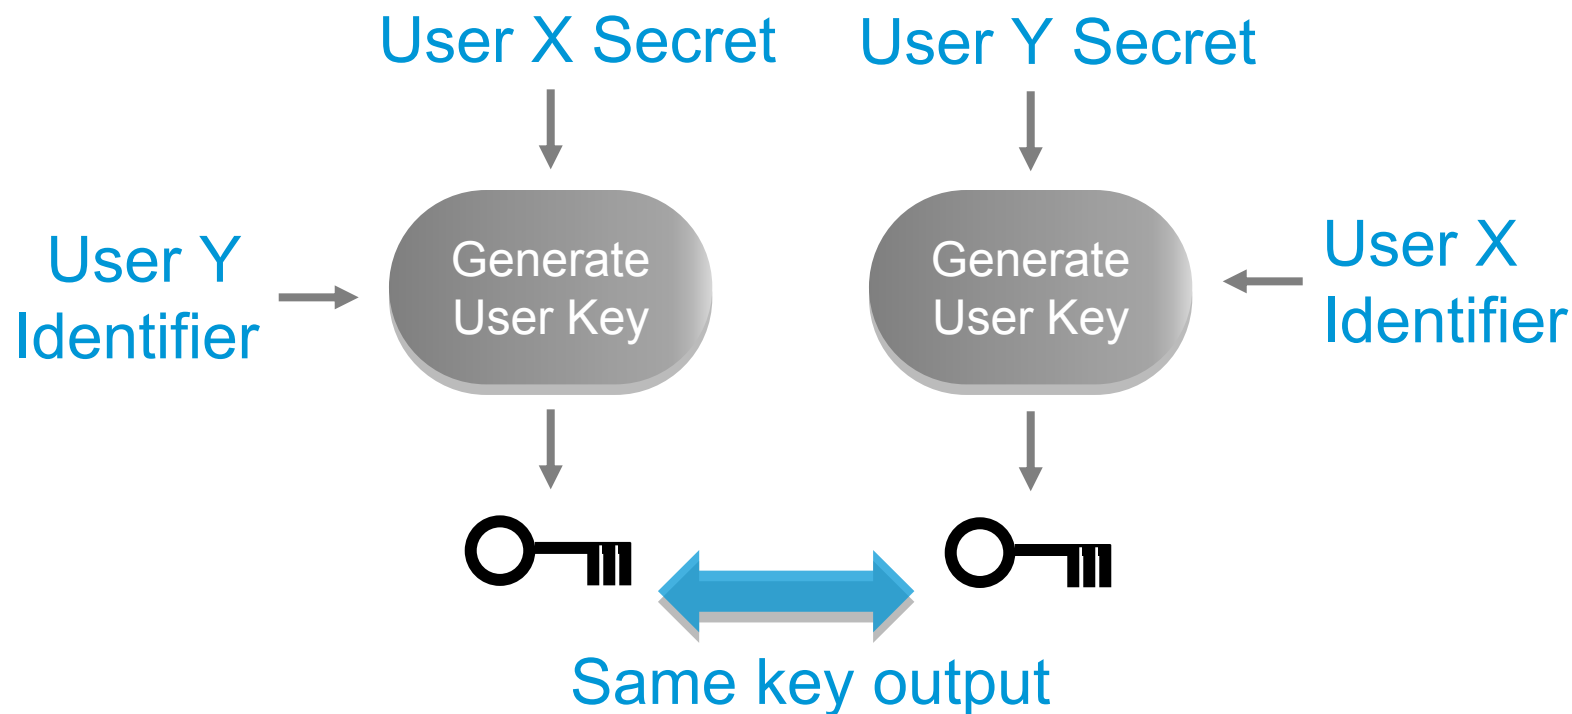 User X Secret
User Y Secret
User Y
Identifier
Generate
User Key
Generate
User Key
User X
Identifier
Same key output